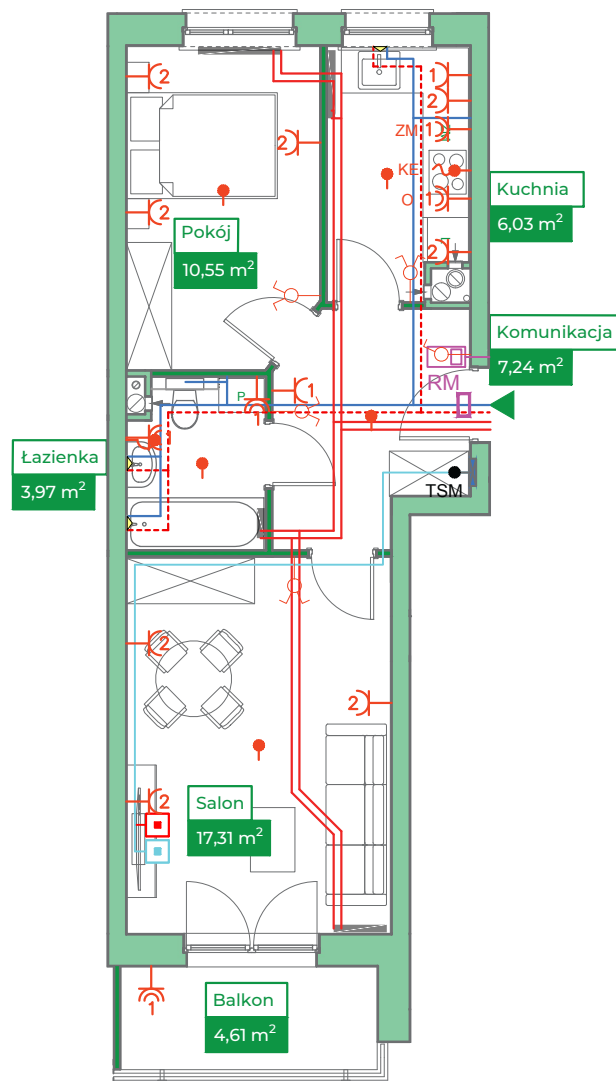 2
1
2
2
ZM
1
KE
Kuchnia
6,03 m²
O
1
2
Pokój
10,55 m²
2
Komunikacja
7,24 m²
RM
1
P
1
Łazienka
3,97 m²
TSM
2
2
2
Salon
17,31 m²
Balkon
4,61 m²
1